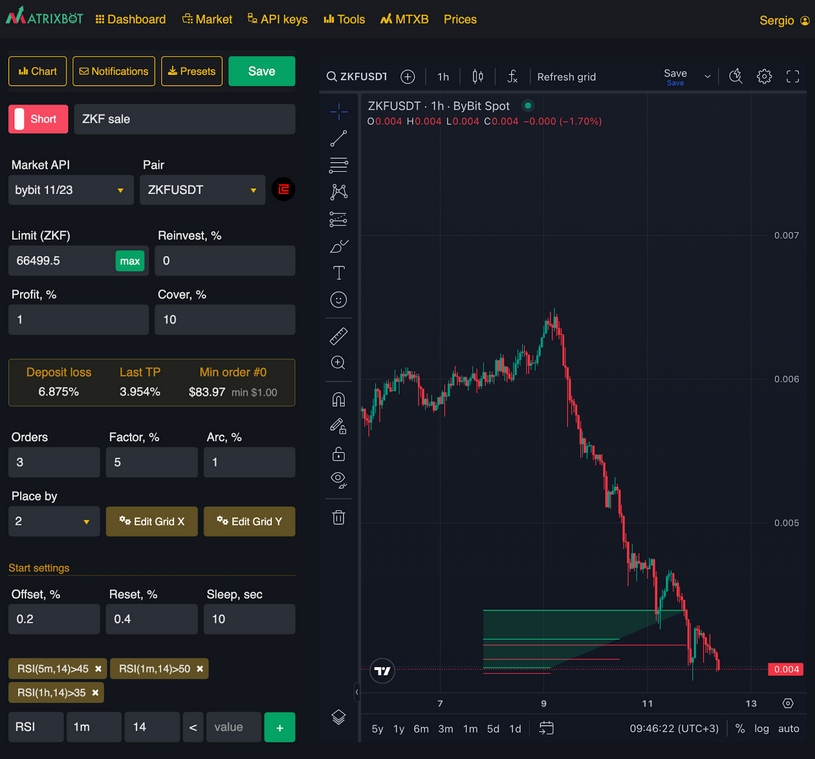 MATRIXBOT Dashboard Market API keys Tools MTXB Prices Sergio
Chart Notifications Presets Save
Short ZKF sale
Market API Pair
bybit 11/23 ZKFUSDT
Limit (ZKF) Reinvest, %
66499.5 max 0
Profit, % Cover, %
1 10
Deposit loss Last TP Min order #0
6.875% 3.954% $83.97 min $1.00
Orders Factor, % Arc, %
3 5 1
Place by
2 Edit Grid X Edit Grid Y
Start settings
Offset, % Reset, % Sleep, sec
0.2 0.4 10
RSI(5m,14)>45 × RSI(1m,14)>50 ×
RSI(1h,14)>35 ×
RSI 1m 14 < value +
ZKFUSDT 1h Refresh grid Save
Save
ZKFUSDT · 1h · ByBit Spot
O0.004 H0.004 L0.004 C0.004 −0.000 (−1.70%)
0.007
0.006
0.005
0.004
7 9 11 13
5y 1y 6m 3m 1m 5d 1d 09:46:22 (UTC+3) % log auto